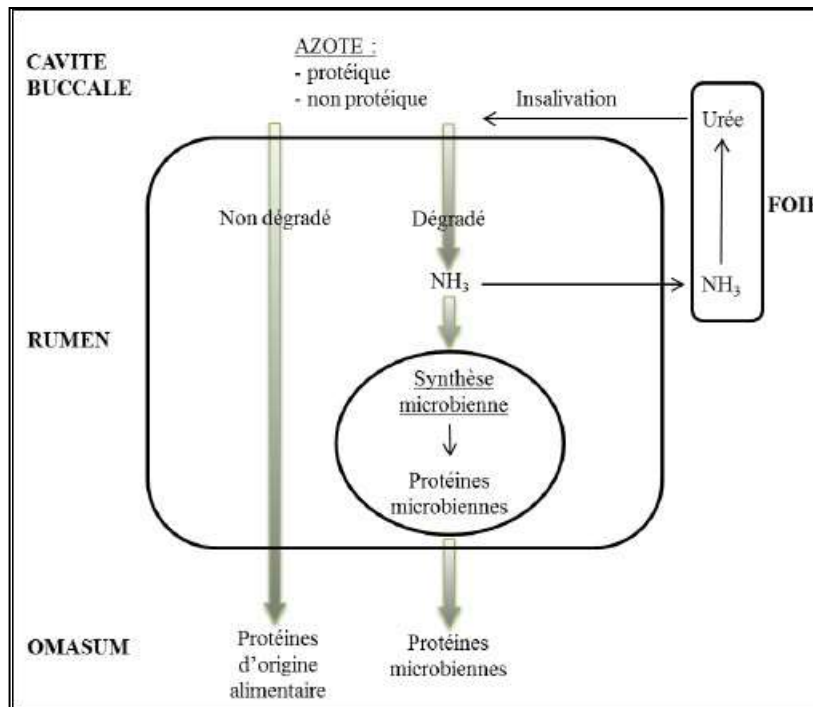 CAVITE
BUCCALE
AZOTE :
- protéique
- non protéique
Insalivation
Urée
FOIE
Non dégradé
Dégradé
NH₃
NH₃
RUMEN
Synthèse
microbienne
Protéines
microbiennes
OMASUM
Protéines
d'origine
alimentaire
Protéines
microbiennes